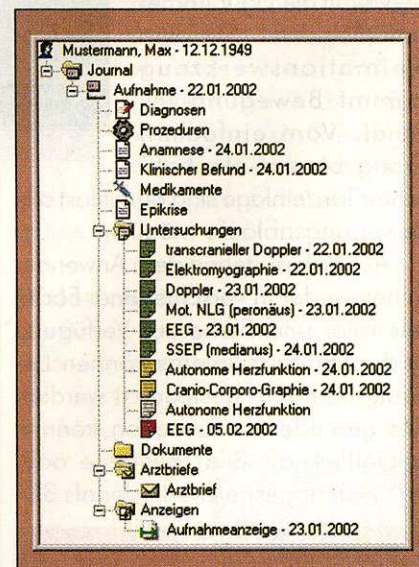 Mustermann, Max - 12.12.1949
Journal
Aufnahme - 22.01.2002
Diagnosen
Prozeduren
Anamnese - 24.01.2002
Klinischer Befund - 24.01.2002
Medikamente
Epikrise
Untersuchungen
transcranieller Doppler - 22.01.2002
Elektromyographie - 22.01.2002
Doppler - 23.01.2002
Mot. NLG (peronäus) - 23.01.2002
EEG - 23.01.2002
SEP (medianus) - 24.01.2002
Autonome Herzfunktion - 24.01.2002
Cranio-Corporo-Graphie - 24.01.2002
Autonome Herzfunktion
EEG - 05.02.2002
Dokumente
Arztbriefe
Arztbrief
Anzeigen
Aufnahmeanzeige - 23.01.2002